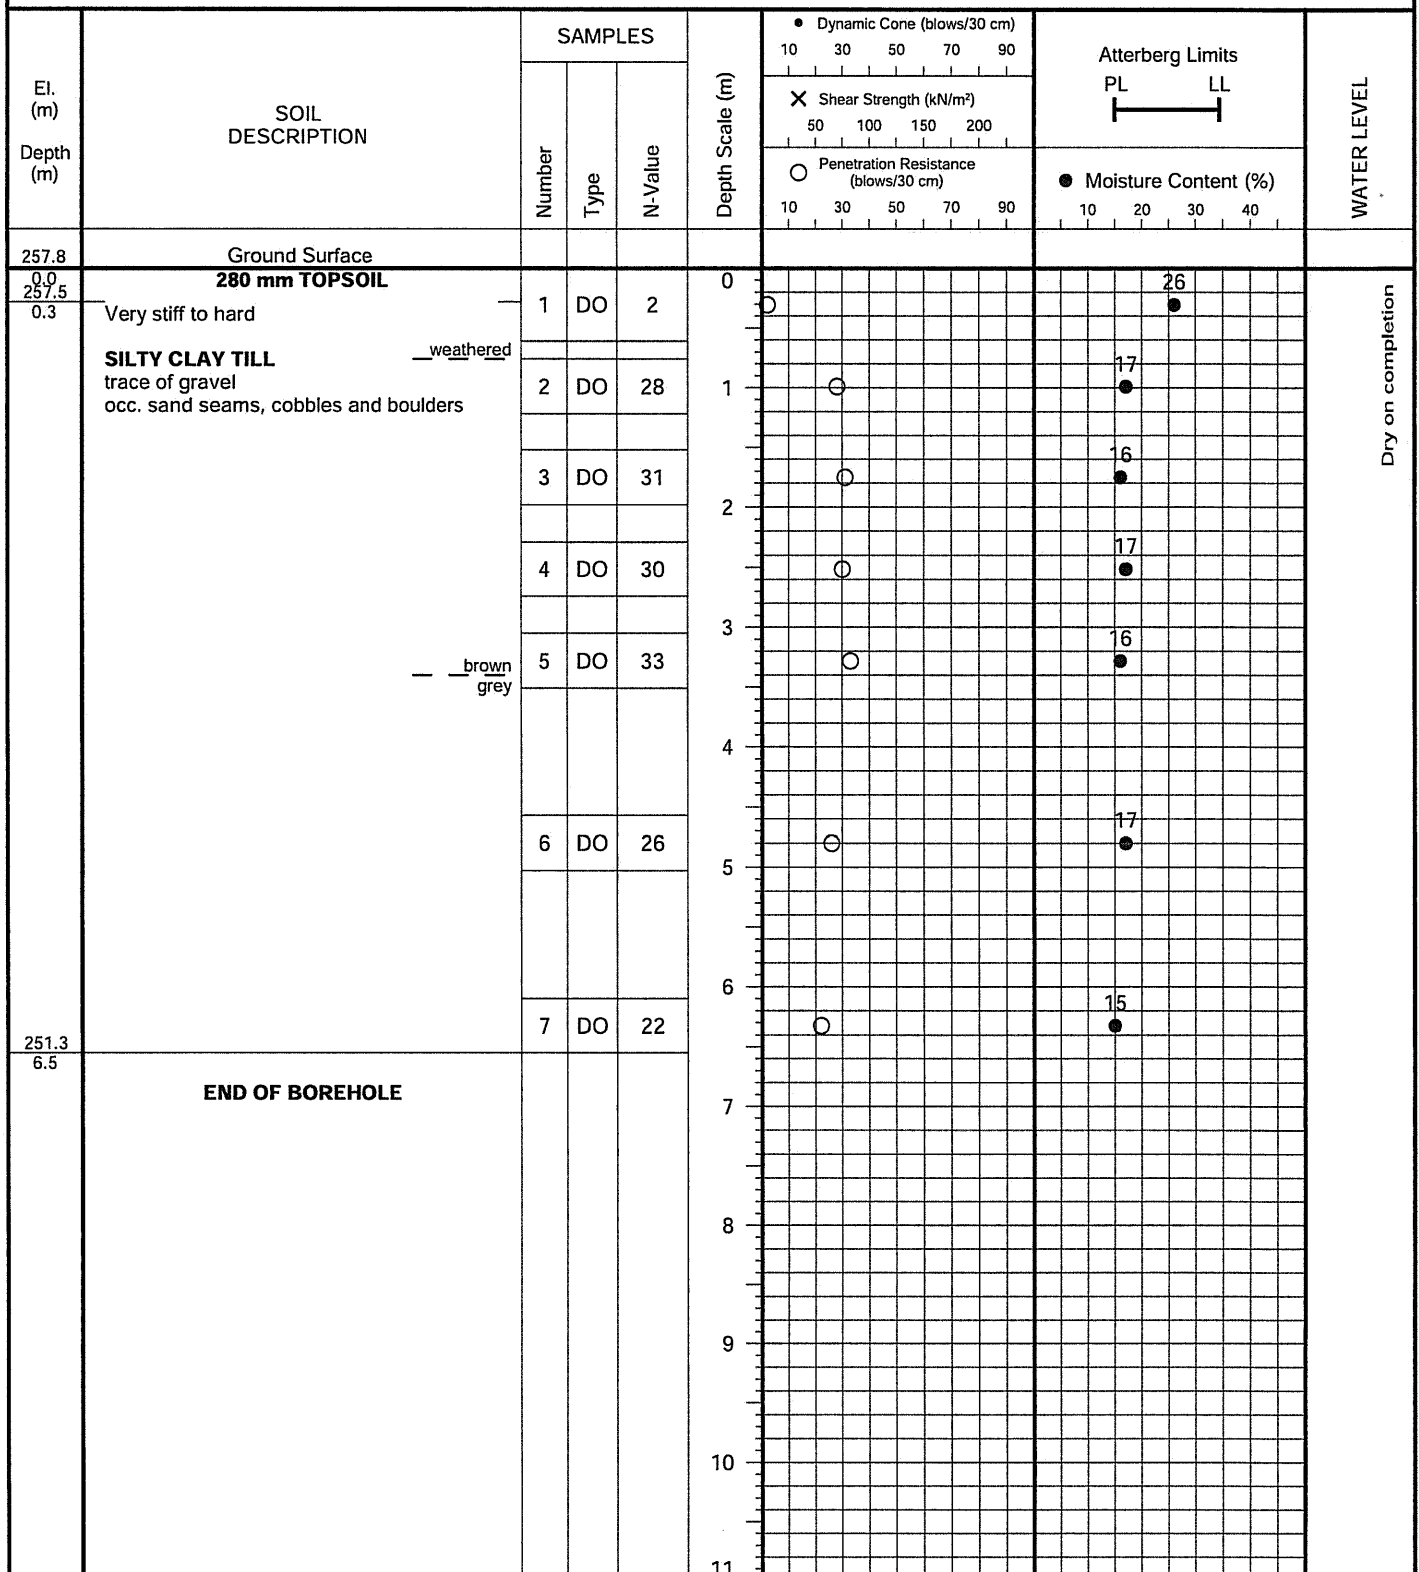 El.
(m)
Depth
(m)
SOIL
DESCRIPTION
SAMPLES
Number
Type
N-Value
Depth Scale (m)
• Dynamic Cone (blows/30 cm)
10 30 50 70 90
✕ Shear Strength (kN/m²)
50 100 150 200
○ Penetration Resistance
(blows/30 cm)
10 30 50 70 90
Atterberg Limits
PL LL
● Moisture Content (%)
10 20 30 40
WATER LEVEL
257.8 Ground Surface
0.0 280 mm TOPSOIL 0
257.5
0.3 Very stiff to hard
1 DO 2 26
weathered
SILTY CLAY TILL
trace of gravel
occ. sand seams, cobbles and boulders
2 DO 28 1 17
3 DO 31 16
2
4 DO 30 17
3
brown
grey
5 DO 33 16
4
6 DO 26 17
5
6
7 DO 22 15
251.3
6.5
END OF BOREHOLE
7
8
9
10
11
Dry on completion